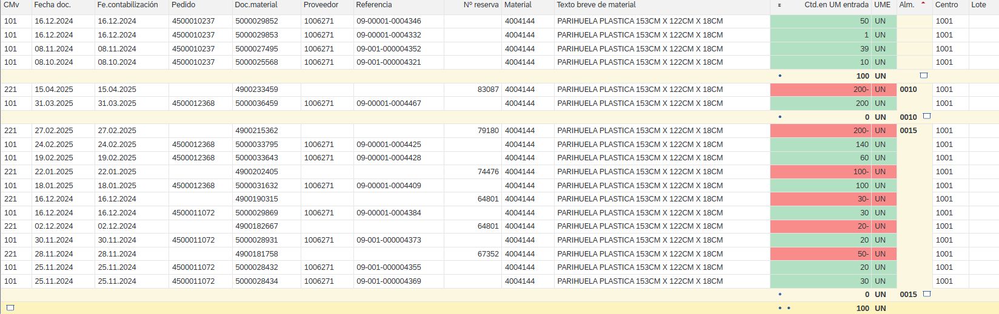 CMv Fecha doc. Fe.contabilización Pedido Doc.material Proveedor Referencia Nº reserva Material Texto breve de material Ctd.en UM entrada UME Alm. Centro Lote
101 16.12.2024 16.12.2024 4500010237 5000029852 1006271 09-00001-0004346 4004144 PARIHUELA PLASTICA 153CM X 122CM X 18CM 50 UN 1001
101 16.12.2024 16.12.2024 4500010237 5000029853 1006271 09-00001-0004332 4004144 PARIHUELA PLASTICA 153CM X 122CM X 18CM 1 UN 1001
101 08.11.2024 08.11.2024 4500010237 5000027495 1006271 09-001-000004352 4004144 PARIHUELA PLASTICA 153CM X 122CM X 18CM 39 UN 1001
101 08.10.2024 08.10.2024 4500010237 5000025568 1006271 09-001-000004321 4004144 PARIHUELA PLASTICA 153CM X 122CM X 18CM 10 UN 1001
100 UN
221 15.04.2025 15.04.2025 4900233459 83087 4004144 PARIHUELA PLASTICA 153CM X 122CM X 18CM 200- UN 0010 1001
101 31.03.2025 31.03.2025 4500012368 5000036459 1006271 09-00001-0004467 4004144 PARIHUELA PLASTICA 153CM X 122CM X 18CM 200 UN 1001
0 UN 0010
221 27.02.2025 27.02.2025 4900215362 79180 4004144 PARIHUELA PLASTICA 153CM X 122CM X 18CM 200- UN 0015 1001
101 24.02.2025 24.02.2025 4500012368 5000033795 1006271 09-00001-0004425 4004144 PARIHUELA PLASTICA 153CM X 122CM X 18CM 140 UN 1001
101 19.02.2025 19.02.2025 4500012368 5000033643 1006271 09-00001-0004428 4004144 PARIHUELA PLASTICA 153CM X 122CM X 18CM 60 UN 1001
221 22.01.2025 22.01.2025 4900202405 74476 4004144 PARIHUELA PLASTICA 153CM X 122CM X 18CM 100- UN 1001
101 18.01.2025 18.01.2025 4500012368 5000031632 1006271 09-00001-0004409 4004144 PARIHUELA PLASTICA 153CM X 122CM X 18CM 100 UN 1001
221 16.12.2024 16.12.2024 4900190315 64801 4004144 PARIHUELA PLASTICA 153CM X 122CM X 18CM 30- UN 1001
101 16.12.2024 16.12.2024 4500011072 5000029869 1006271 09-00001-0004384 4004144 PARIHUELA PLASTICA 153CM X 122CM X 18CM 30 UN 1001
221 02.12.2024 02.12.2024 4900182667 64801 4004144 PARIHUELA PLASTICA 153CM X 122CM X 18CM 20- UN 1001
101 30.11.2024 30.11.2024 4500011072 5000028931 1006271 09-001-000004373 4004144 PARIHUELA PLASTICA 153CM X 122CM X 18CM 20 UN 1001
221 28.11.2024 28.11.2024 4900181758 67352 4004144 PARIHUELA PLASTICA 153CM X 122CM X 18CM 50- UN 1001
101 25.11.2024 25.11.2024 4500011072 5000028432 1006271 09-001-000004355 4004144 PARIHUELA PLASTICA 153CM X 122CM X 18CM 20 UN 1001
101 25.11.2024 25.11.2024 4500011072 5000028434 1006271 09-001-000004369 4004144 PARIHUELA PLASTICA 153CM X 122CM X 18CM 30 UN 1001
0 UN 0015
100 UN